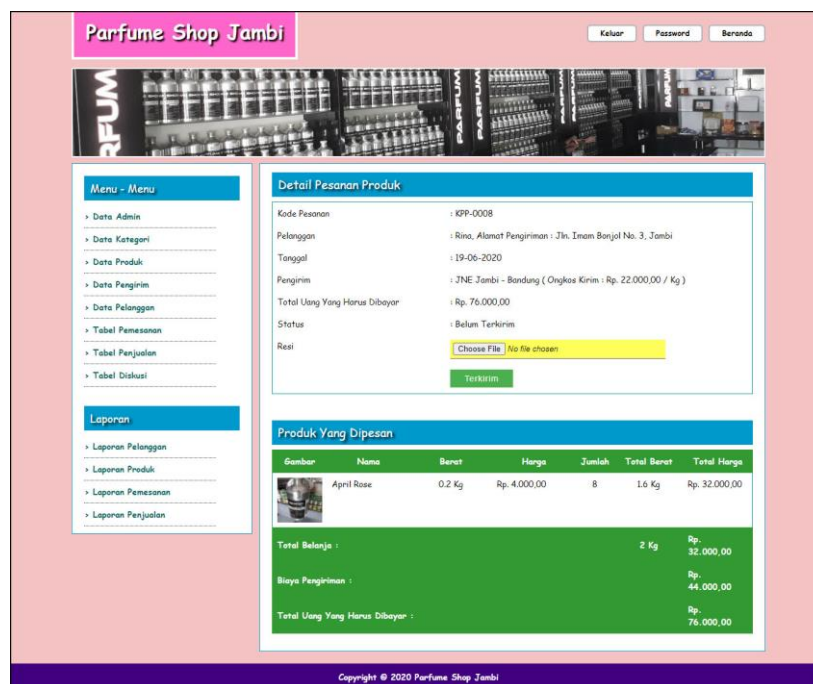 Parfume Shop Jambi
Keluar Password Beranda
PARFUM PARFUM PARFUM PARFUM
Menu - Menu
› Data Admin
› Data Kategori
› Data Produk
› Data Pengirim
› Data Pelanggan
› Tabel Pemesanan
› Tabel Penjualan
› Tabel Diskusi
Laporan
› Laporan Pelanggan
› Laporan Produk
› Laporan Pemesanan
› Laporan Penjualan
Detail Pesanan Produk
Kode Pesanan : KPP-0008
Pelanggan : Rina, Alamat Pengiriman : Jln. Imam Bonjol No. 3, Jambi
Tanggal : 19-06-2020
Pengirim : JNE Jambi - Bandung ( Ongkos Kirim : Rp. 22.000,00 / Kg )
Total Uang Yang Harus Dibayar : Rp. 76.000,00
Status : Belum Terkirim
Resi Choose File No file chosen
Terkirim
Produk Yang Dipesan
Gambar Nama Berat Harga Jumlah Total Berat Total Harga
April Rose 0.2 Kg Rp. 4.000,00 8 1.6 Kg Rp. 32.000,00
Total Belanja : 2 Kg Rp. 32.000,00
Biaya Pengiriman : Rp. 44.000,00
Total Uang Yang Harus Dibayar : Rp. 76.000,00
Copyright © 2020 Parfume Shop Jambi